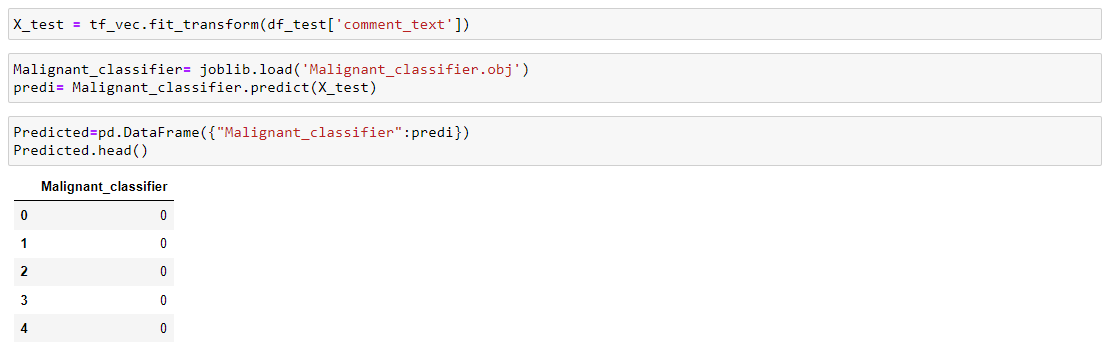 X_test = tf_vec.fit_transform(df_test['comment_text'])
Malignant_classifier= joblib.load('Malignant_classifier.obj')
predi= Malignant_classifier.predict(X_test)
Predicted=pd.DataFrame({"Malignant_classifier":predi})
Predicted.head()
Malignant_classifier
0 0
1 0
2 0
3 0
4 0